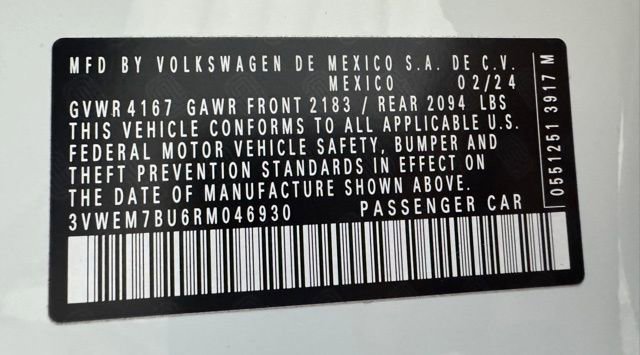 MFD BY VOLKSWAGEN DE MEXICO S.A. DE C.V.
MEXICO 02/24
GVWR 4167 GAWR FRONT 2183 / REAR 2094 LBS
THIS VEHICLE CONFORMS TO ALL APPLICABLE U.S.
FEDERAL MOTOR VEHICLE SAFETY, BUMPER AND
THEFT PREVENTION STANDARDS IN EFFECT ON
THE DATE OF MANUFACTURE SHOWN ABOVE.
3VWEM7BU6RM046930 PASSENGER CAR
0551251 3917 M